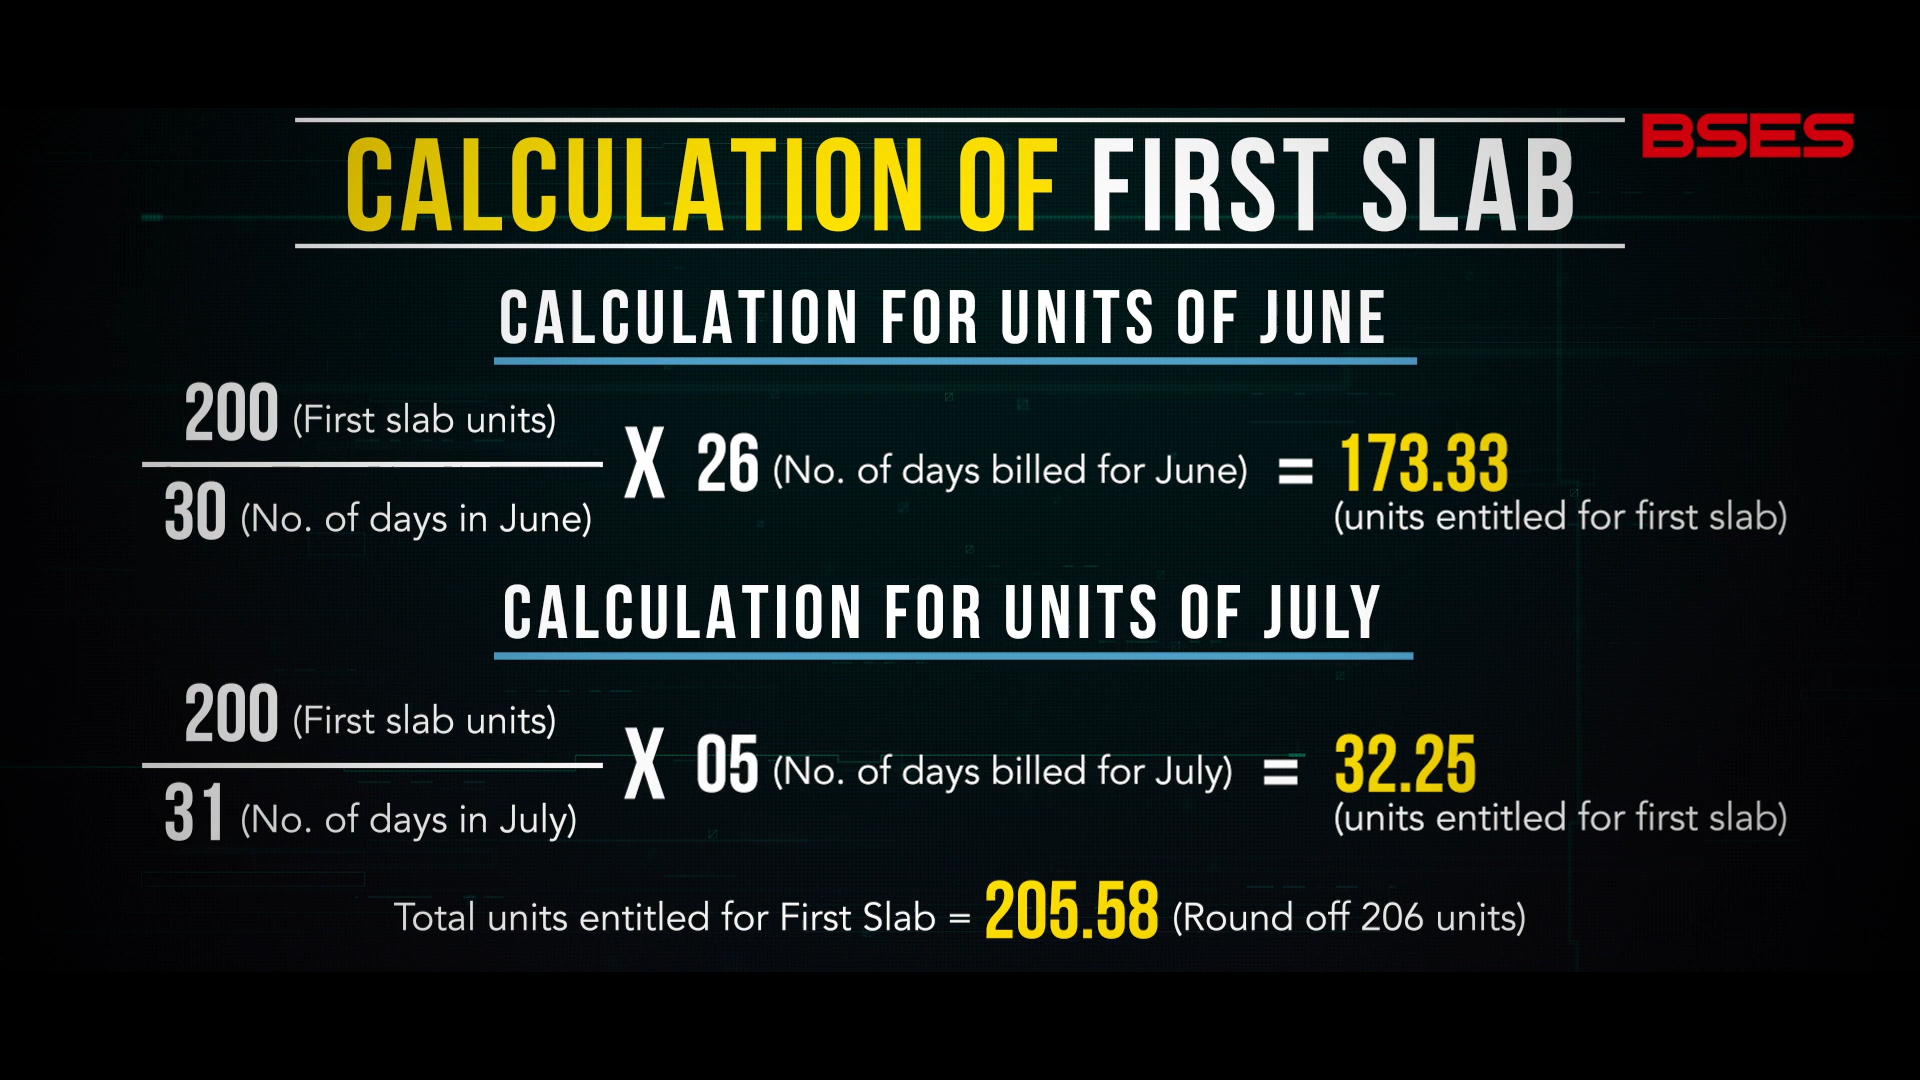 BSES
CALCULATION OF FIRST SLAB
CALCULATION FOR UNITS OF JUNE
200 (First slab units)
30 (No. of days in June)
X 26 (No. of days billed for June) = 173.33
(units entitled for first slab)
CALCULATION FOR UNITS OF JULY
200 (First slab units)
31 (No. of days in July)
X 05 (No. of days billed for July) = 32.25
(units entitled for first slab)
Total units entitled for First Slab = 205.58 (Round off 206 units)